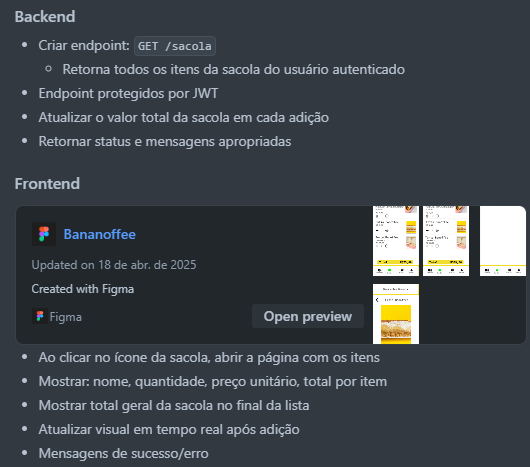 Backend
Criar endpoint: GET /sacola
Retorna todos os itens da sacola do usuário autenticado
Endpoint protegidos por JWT
Atualizar o valor total da sacola em cada adição
Retornar status e mensagens apropriadas
Frontend
Bananoffee
Updated on 18 de abr. de 2025
Created with Figma
Figma
Open preview
Ao clicar no ícone da sacola, abrir a página com os itens
Mostrar: nome, quantidade, preço unitário, total por item
Mostrar total geral da sacola no final da lista
Atualizar visual em tempo real após adição
Mensagens de sucesso/erro